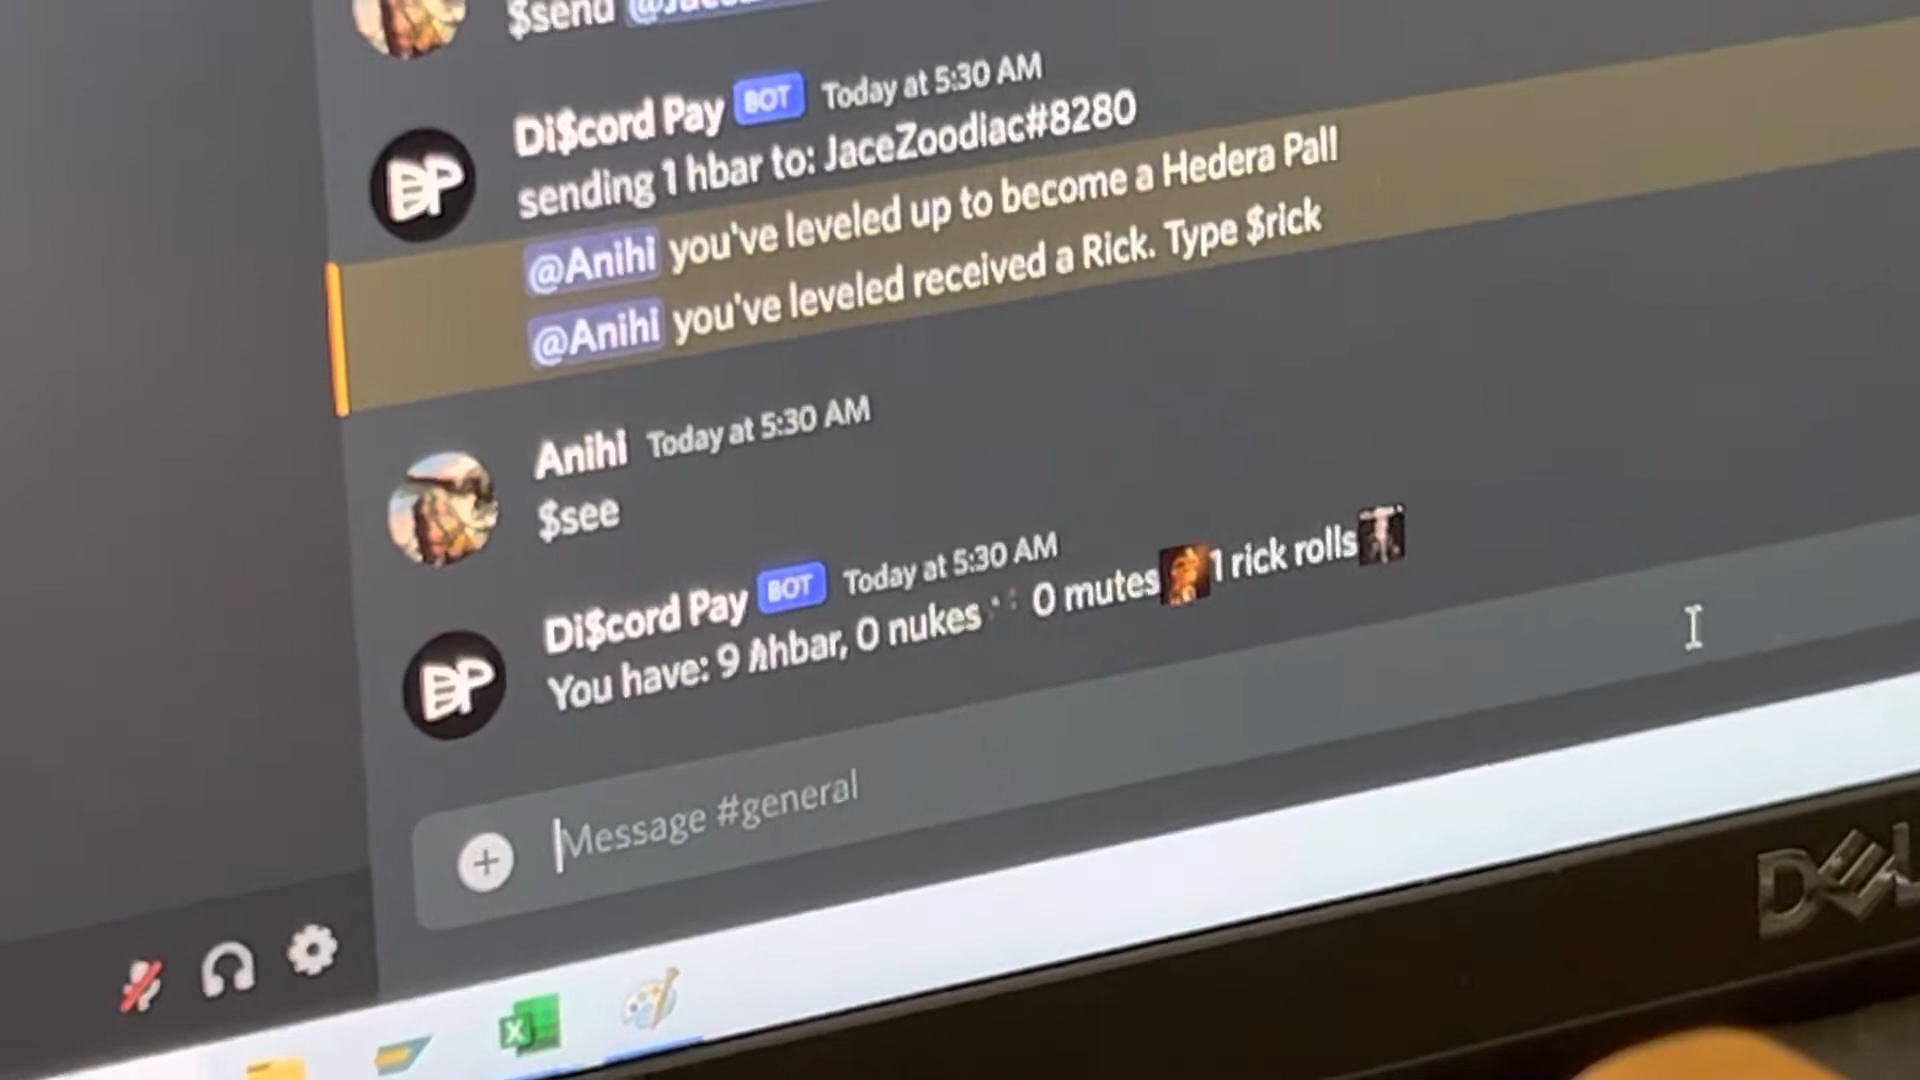 $send
Di$cord Pay BOT Today at 5:30 AM
sending 1 hbar to: JaceZoodiac#8280
@Anihi you've leveled up to become a Hedera Pall
@Anihi you've leveled received a Rick. Type $rick
Anihi Today at 5:30 AM
$see
Di$cord Pay BOT Today at 5:30 AM
You have: 9 ℏhbar, 0 nukes 0 mutes 1 rick rolls
Message #general
DELL